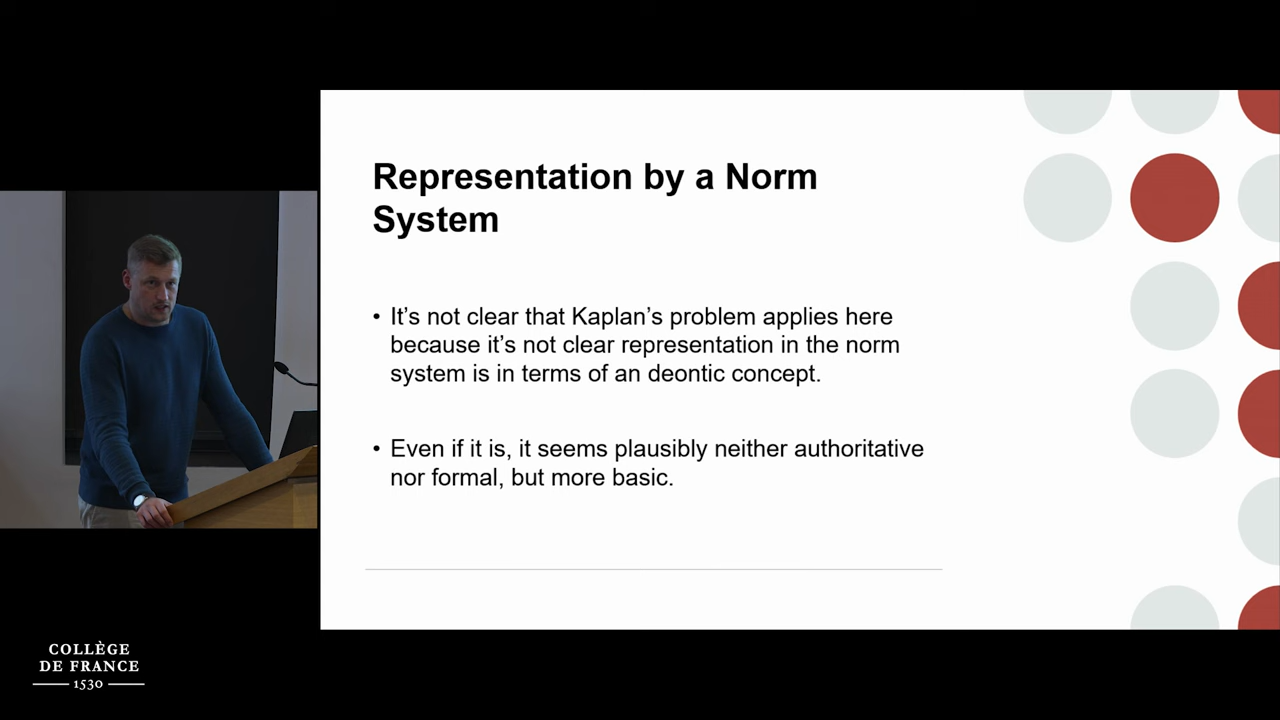 Representation by a Norm
System
• It's not clear that Kaplan's problem applies here
because it's not clear representation in the norm
system is in terms of an deontic concept.
• Even if it is, it seems plausibly neither authoritative
nor formal, but more basic.
COLLÈGE
DE FRANCE
1530